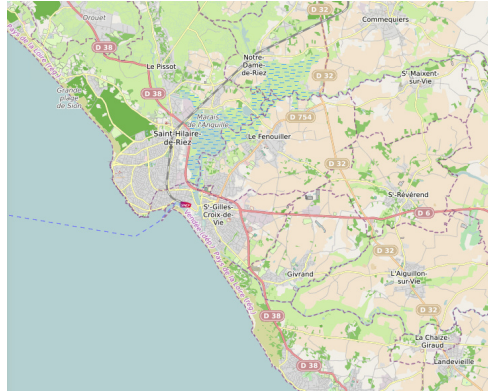 Drouet
D 32
Commequiers
D 38
Le Pissot
Notre-
Dame-
de-Riez
D 32
St-Maixent-
sur-Vie
Grande
plage
de Sion
D 38
Marais
de l'Anguille
D 754
Saint-Hilaire-
de-Riez
Le Fenouiller
D 32
St-Révérend
St-Gilles-
Croix-de-
Vie
D 6
D 32
Givrand
L'Aiguillon-
sur-Vie
D 32
D 38
La Chaize-
Giraud
Landevieille
D 38